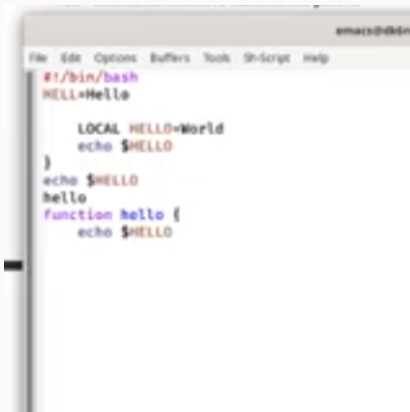 emacs@dk6n
File Edit Options Buffers Tools Sh-Script Help
#!/bin/bash
HELL=Hello
LOCAL HELLO=World
echo $HELLO
}
echo $HELLO
hello
function hello {
echo $HELLO